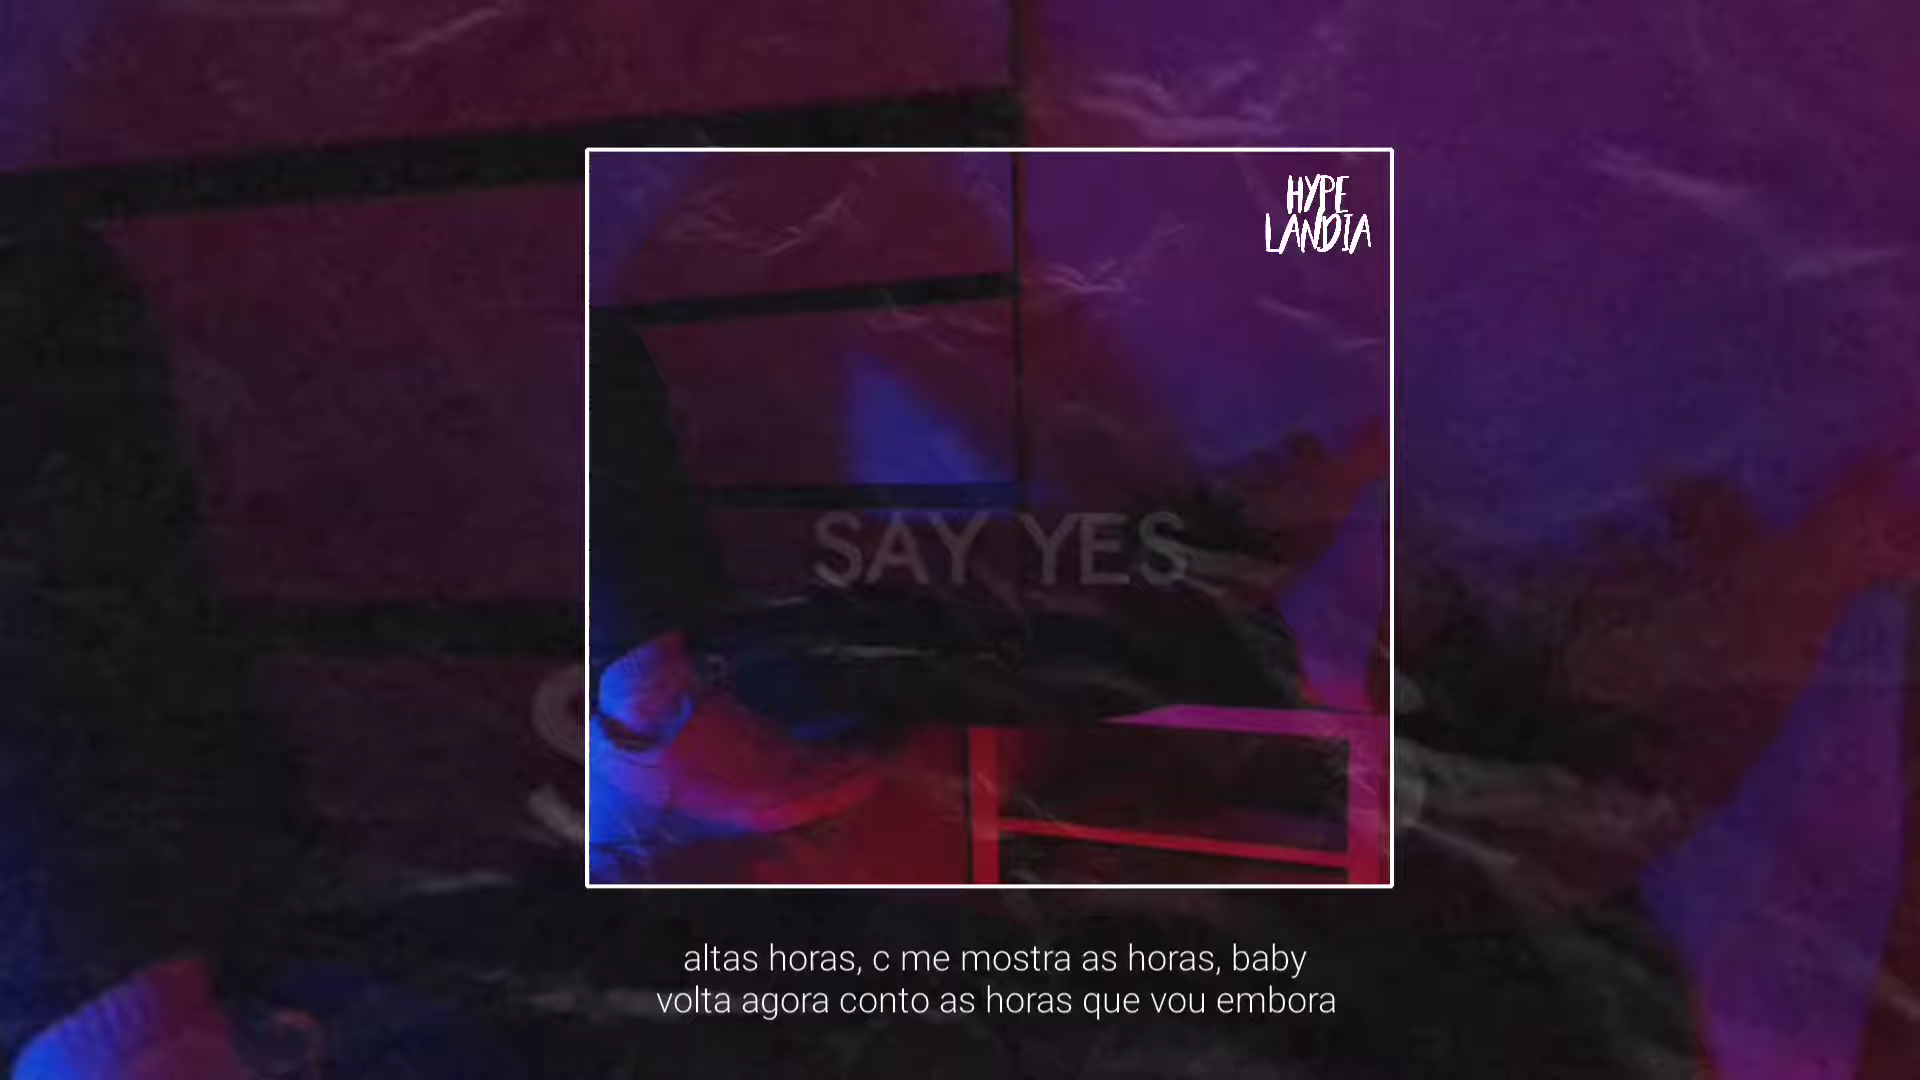 HYPE
LANDIA
SAY YES
altas horas, c me mostra as horas, baby
volta agora conto as horas que vou embora